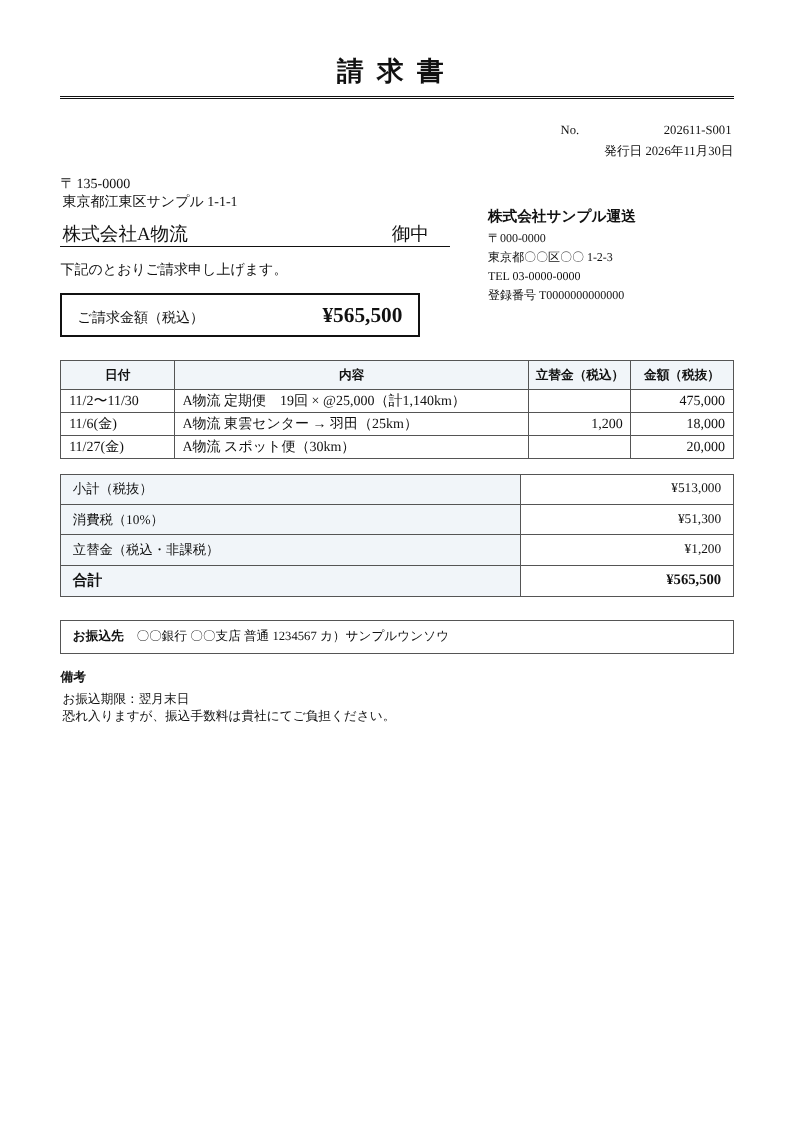 請求書
No. 202611-S001
発行日 2026年11月30日
〒135-0000
東京都江東区サンプル 1-1-1
株式会社A物流 御中
下記のとおりご請求申し上げます。
ご請求金額（税込） ¥565,500
株式会社サンプル運送
〒000-0000
東京都〇〇区〇〇 1-2-3
TEL 03-0000-0000
登録番号 T0000000000000
日付 内容 立替金（税込） 金額（税抜）
11/2〜11/30 A物流 定期便　19回 × @25,000（計1,140km） 475,000
11/6(金) A物流 東雲センター → 羽田（25km） 1,200 18,000
11/27(金) A物流 スポット便（30km） 20,000
小計（税抜） ¥513,000
消費税（10%） ¥51,300
立替金（税込・非課税） ¥1,200
合計 ¥565,500
お振込先　〇〇銀行 〇〇支店 普通 1234567 カ）サンプルウンソウ
備考
お振込期限：翌月末日
恐れ入りますが、振込手数料は貴社にてご負担ください。